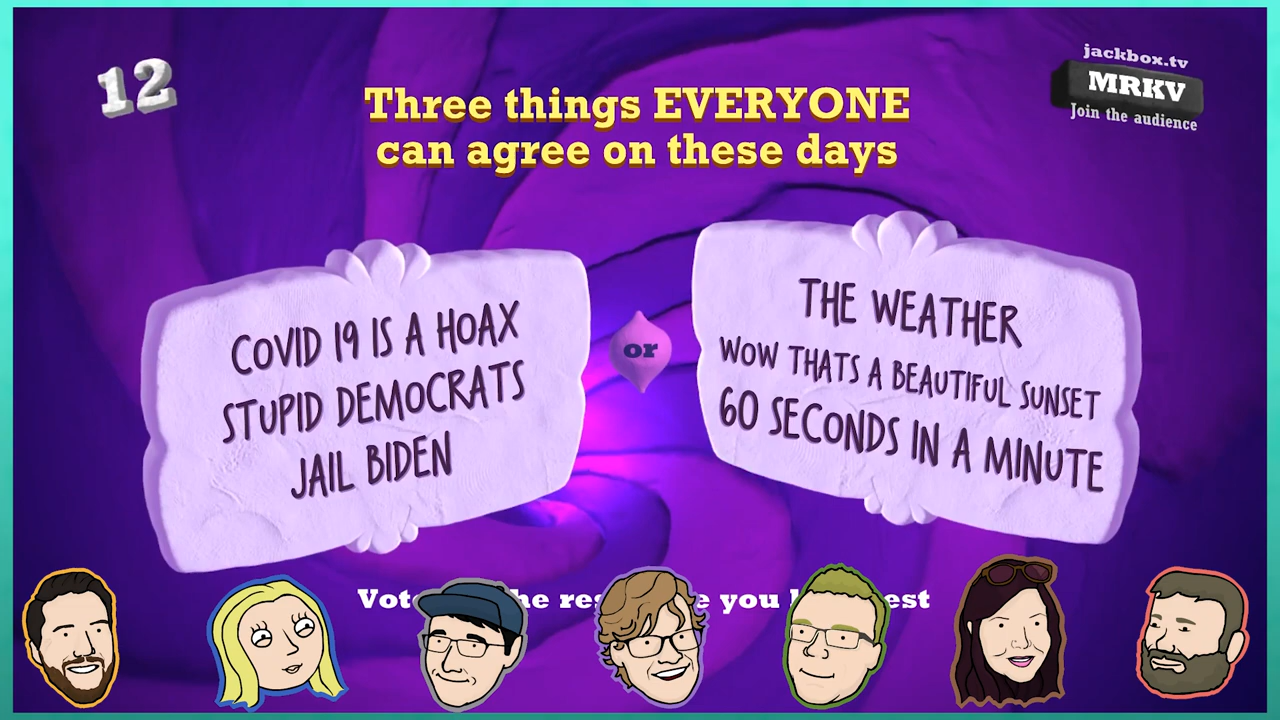 12
jackbox.tv
MRKV
Join the audience
Three things EVERYONE
can agree on these days
COVID 19 IS A HOAX
STUPID DEMOCRATS
JAIL BIDEN
or
THE WEATHER
WOW THATS A BEAUTIFUL SUNSET
60 SECONDS IN A MINUTE
you